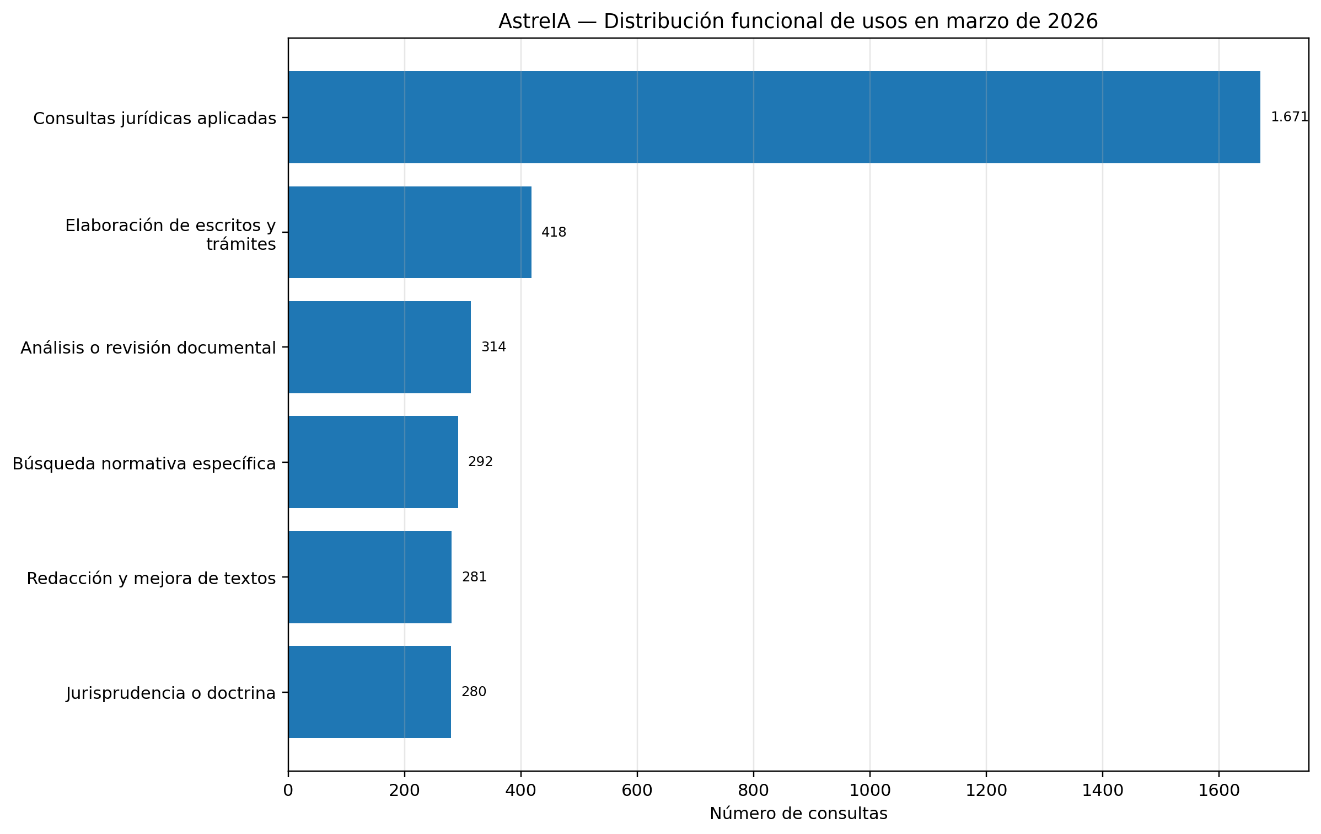 AstreIA — Distribución funcional de usos en marzo de 2026
Consultas jurídicas aplicadas
1.671
Elaboración de escritos y
trámites
418
Análisis o revisión documental
314
Búsqueda normativa específica
292
Redacción y mejora de textos
281
Jurisprudencia o doctrina
280
0 200 400 600 800 1000 1200 1400 1600
Número de consultas